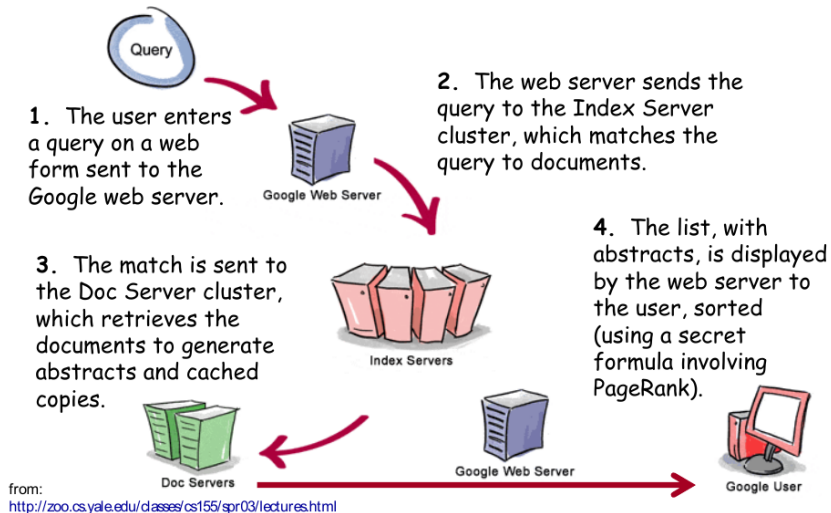 Query
1. The user enters
a query on a web
form sent to the
Google web server.
Google Web Server
2. The web server sends the
query to the Index Server
cluster, which matches the
query to documents.
3. The match is sent to
the Doc Server cluster,
which retrieves the
documents to generate
abstracts and cached
copies.
Index Servers
4. The list, with
abstracts, is displayed
by the web server to
the user, sorted
(using a secret
formula involving
PageRank).
Doc Servers
Google Web Server
Google User
from:
http://zoo.cs.yale.edu/classes/cs155/spr03/lectures.html